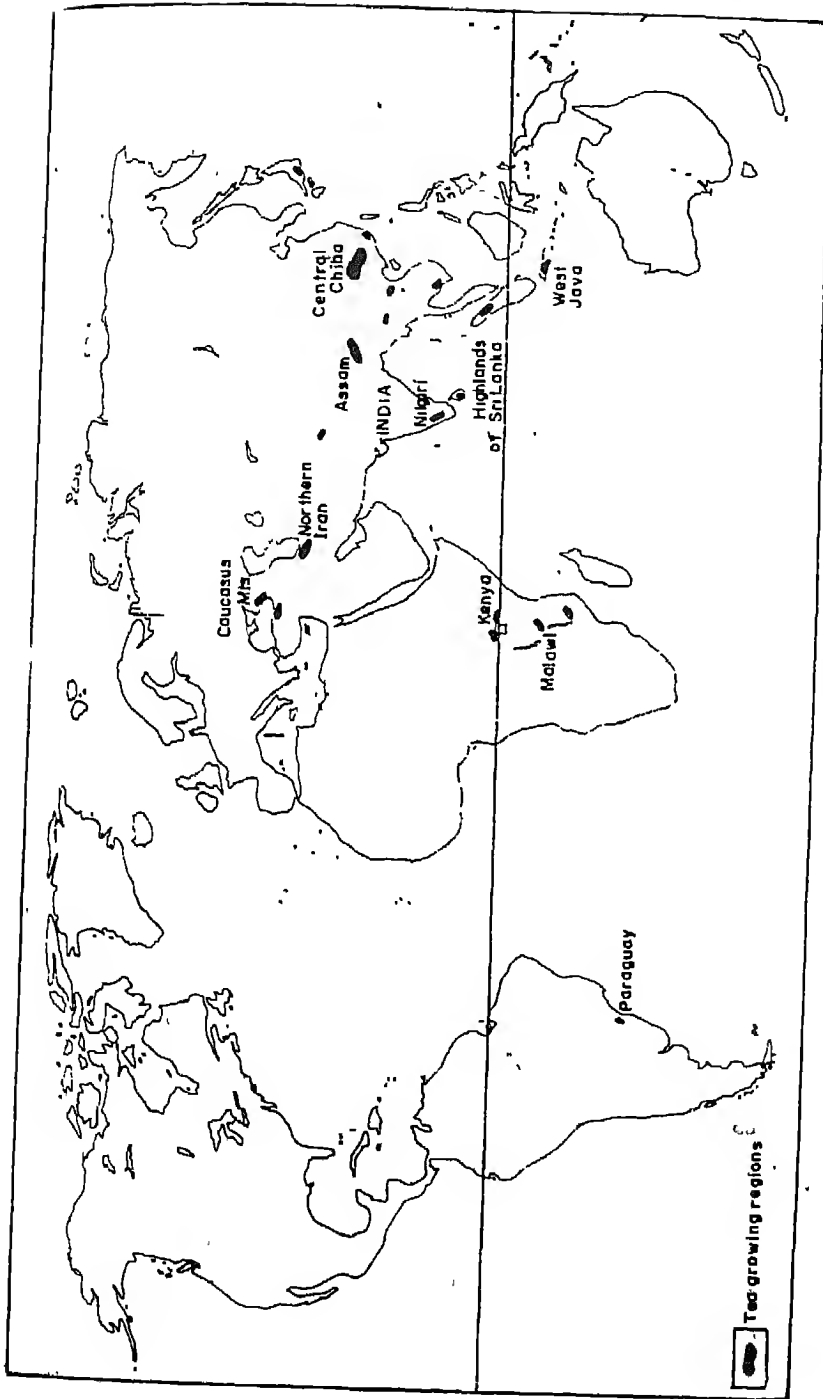 Central
Chiba
Assam
INDIA
Nilgiri
Highlands
of Sri Lanka
West
Java
Northern
Iran
Caucasus
Mts.
Kenya
Malawi
Paraguay
Tea growing regions